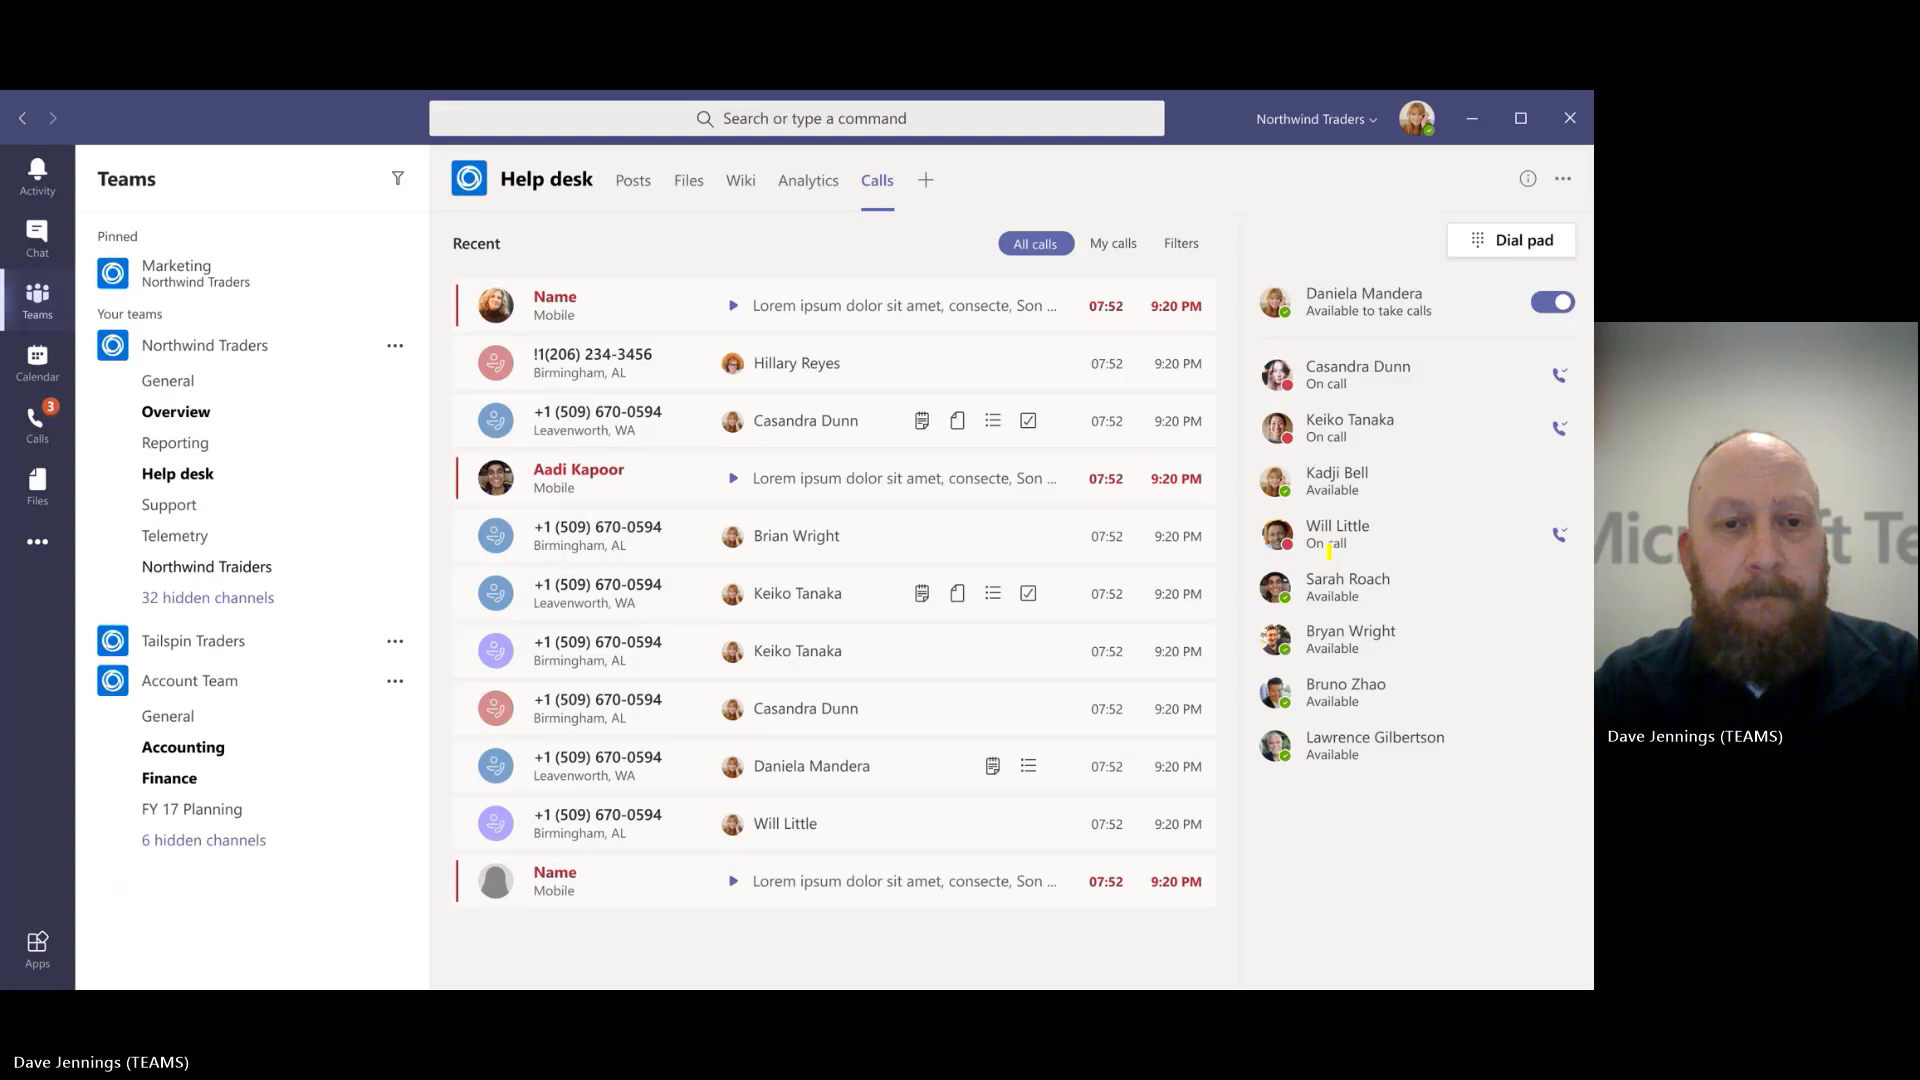 Search or type a command
Northwind Traders
Activity
Chat
Teams
Calendar
3
Calls
Files
Apps
Teams
Pinned
Marketing
Northwind Traders
Your teams
Northwind Traders
General
Overview
Reporting
Help desk
Support
Telemetry
Northwind Traiders
32 hidden channels
Tailspin Traders
Account Team
General
Accounting
Finance
FY 17 Planning
6 hidden channels
Help desk Posts Files Wiki Analytics Calls
Recent All calls My calls Filters
Name Lorem ipsum dolor sit amet, consecte, Son ... 07:52 9:20 PM
Mobile
!1(206) 234-3456 Hillary Reyes 07:52 9:20 PM
Birmingham, AL
+1 (509) 670-0594 Casandra Dunn 07:52 9:20 PM
Leavenworth, WA
Aadi Kapoor Lorem ipsum dolor sit amet, consecte, Son ... 07:52 9:20 PM
Mobile
+1 (509) 670-0594 Brian Wright 07:52 9:20 PM
Birmingham, AL
+1 (509) 670-0594 Keiko Tanaka 07:52 9:20 PM
Leavenworth, WA
+1 (509) 670-0594 Keiko Tanaka 07:52 9:20 PM
Birmingham, AL
+1 (509) 670-0594 Casandra Dunn 07:52 9:20 PM
Birmingham, AL
+1 (509) 670-0594 Daniela Mandera 07:52 9:20 PM
Leavenworth, WA
+1 (509) 670-0594 Will Little 07:52 9:20 PM
Birmingham, AL
Name Lorem ipsum dolor sit amet, consecte, Son ... 07:52 9:20 PM
Mobile
Dial pad
Daniela Mandera
Available to take calls
Casandra Dunn
On call
Keiko Tanaka
On call
Kadji Bell
Available
Will Little
On call
Sarah Roach
Available
Bryan Wright
Available
Bruno Zhao
Available
Lawrence Gilbertson
Available
Dave Jennings (TEAMS)
Dave Jennings (TEAMS)